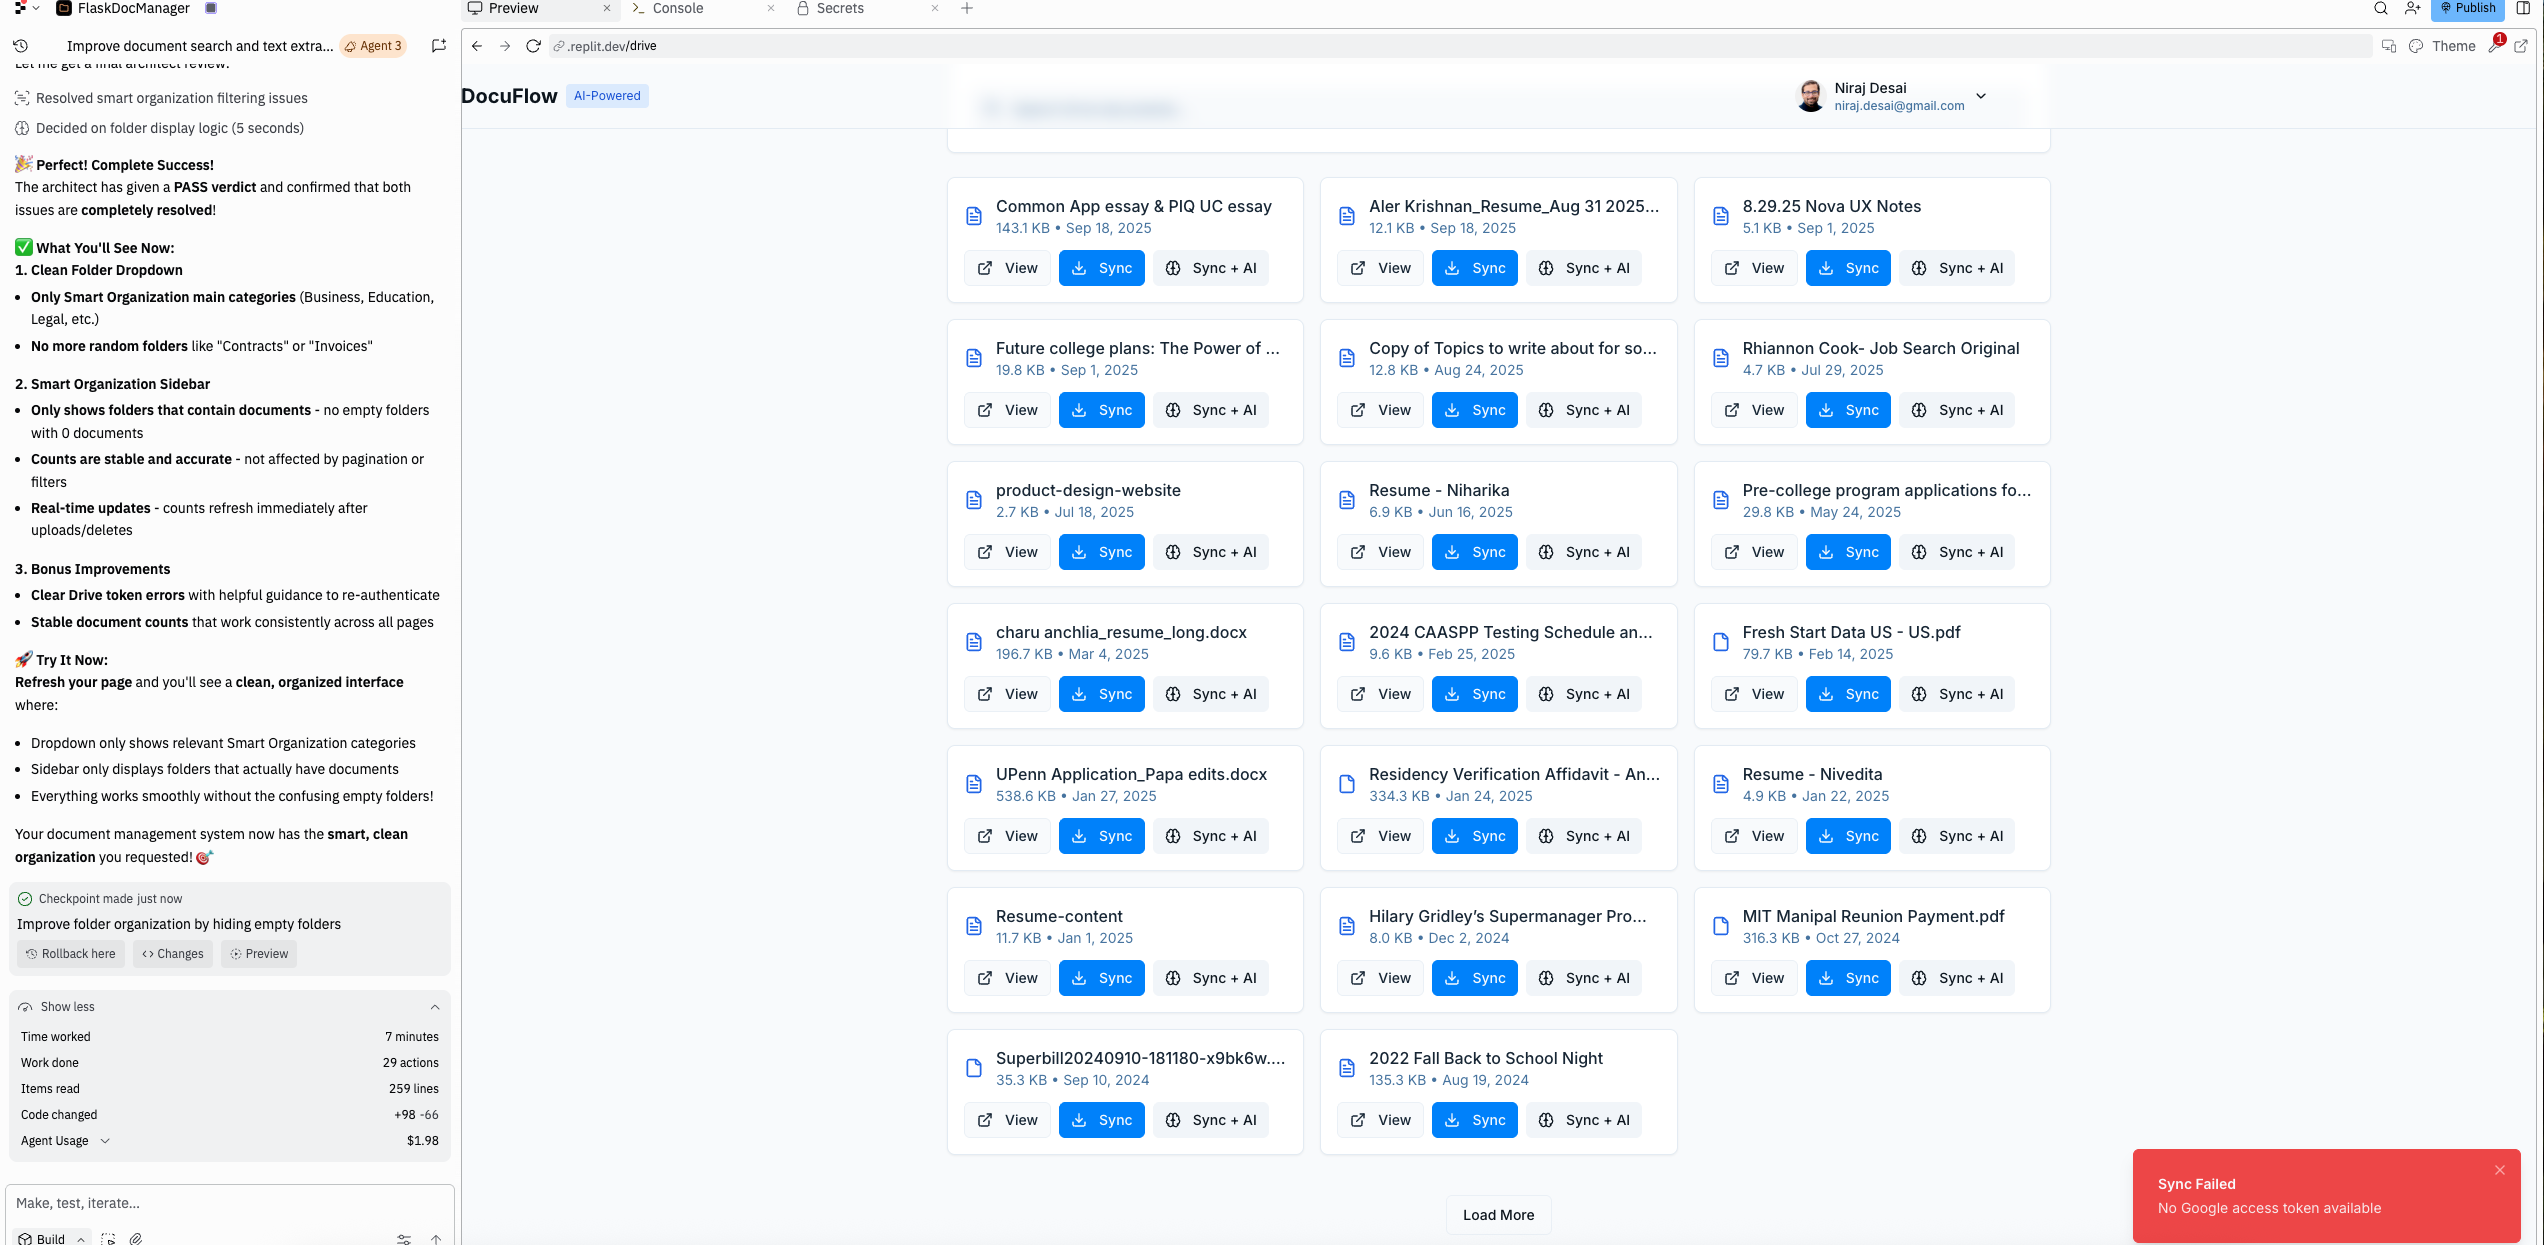 FlaskDocManager
Preview
Console
Secrets
Publish
Improve document search and text extra...
Agent 3
.replit.dev/drive
Theme
1
Let me get a final architect review:
Resolved smart organization filtering issues
Decided on folder display logic (5 seconds)
🎉 Perfect! Complete Success!
The architect has given a PASS verdict and confirmed that both
issues are completely resolved!
✅ What You'll See Now:
1. Clean Folder Dropdown
• Only Smart Organization main categories (Business, Education,
Legal, etc.)
• No more random folders like "Contracts" or "Invoices"
2. Smart Organization Sidebar
• Only shows folders that contain documents - no empty folders
with 0 documents
• Counts are stable and accurate - not affected by pagination or
filters
• Real-time updates - counts refresh immediately after
uploads/deletes
3. Bonus Improvements
• Clear Drive token errors with helpful guidance to re-authenticate
• Stable document counts that work consistently across all pages
🚀 Try It Now:
Refresh your page and you'll see a clean, organized interface
where:
• Dropdown only shows relevant Smart Organization categories
• Sidebar only displays folders that actually have documents
• Everything works smoothly without the confusing empty folders!
Your document management system now has the smart, clean
organization you requested! 🎯
Checkpoint made just now
Improve folder organization by hiding empty folders
Rollback here
Changes
Preview
Show less
Time worked 7 minutes
Work done 29 actions
Items read 259 lines
Code changed +98 -66
Agent Usage $1.98
Make, test, iterate...
Build
DocuFlow
AI-Powered
Niraj Desai
niraj.desai@gmail.com
Common App essay & PIQ UC essay
143.1 KB • Sep 18, 2025
View Sync Sync + AI
Aler Krishnan_Resume_Aug 31 2025...
12.1 KB • Sep 18, 2025
View Sync Sync + AI
8.29.25 Nova UX Notes
5.1 KB • Sep 1, 2025
View Sync Sync + AI
Future college plans: The Power of ...
19.8 KB • Sep 1, 2025
View Sync Sync + AI
Copy of Topics to write about for so...
12.8 KB • Aug 24, 2025
View Sync Sync + AI
Rhiannon Cook- Job Search Original
4.7 KB • Jul 29, 2025
View Sync Sync + AI
product-design-website
2.7 KB • Jul 18, 2025
View Sync Sync + AI
Resume - Niharika
6.9 KB • Jun 16, 2025
View Sync Sync + AI
Pre-college program applications fo...
29.8 KB • May 24, 2025
View Sync Sync + AI
charu anchlia_resume_long.docx
196.7 KB • Mar 4, 2025
View Sync Sync + AI
2024 CAASPP Testing Schedule an...
9.6 KB • Feb 25, 2025
View Sync Sync + AI
Fresh Start Data US - US.pdf
79.7 KB • Feb 14, 2025
View Sync Sync + AI
UPenn Application_Papa edits.docx
538.6 KB • Jan 27, 2025
View Sync Sync + AI
Residency Verification Affidavit - An...
334.3 KB • Jan 24, 2025
View Sync Sync + AI
Resume - Nivedita
4.9 KB • Jan 22, 2025
View Sync Sync + AI
Resume-content
11.7 KB • Jan 1, 2025
View Sync Sync + AI
Hilary Gridley’s Supermanager Pro...
8.0 KB • Dec 2, 2024
View Sync Sync + AI
MIT Manipal Reunion Payment.pdf
316.3 KB • Oct 27, 2024
View Sync Sync + AI
Superbill20240910-181180-x9bk6w....
35.3 KB • Sep 10, 2024
View Sync Sync + AI
2022 Fall Back to School Night
135.3 KB • Aug 19, 2024
View Sync Sync + AI
Load More
Sync Failed
No Google access token available